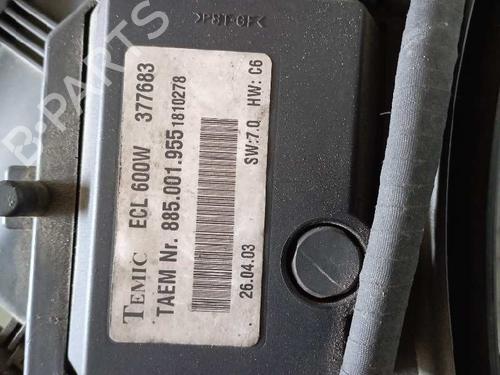 >PBT-GF<
TEMIC ECL 600W 377683
TAEM Nr. 885.001.955 1810278
SW:7.0 HW: C6
26.04.03
B-PARTS